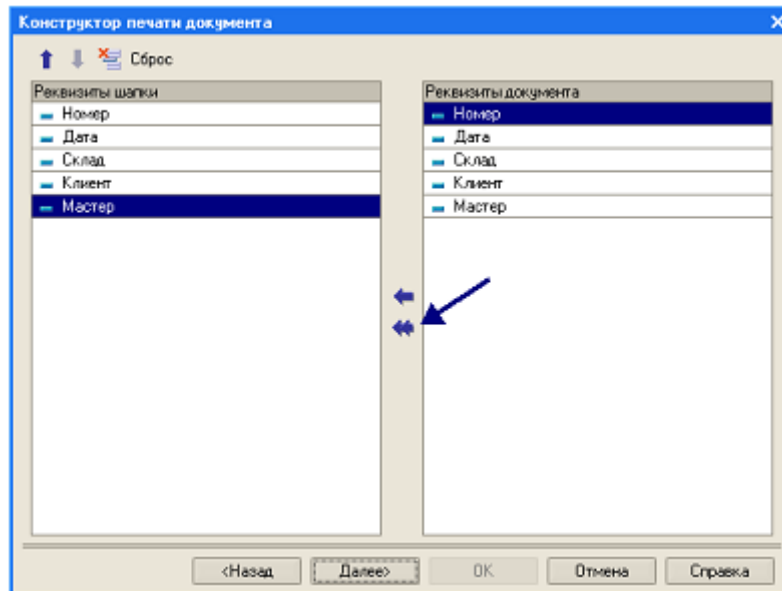 Конструктор печати документа
Сброс
Реквизиты шапки
Номер
Дата
Склад
Клиент
Мастер
Реквизиты документа
Номер
Дата
Склад
Клиент
Мастер
<Назад Далее> OK Отмена Справка